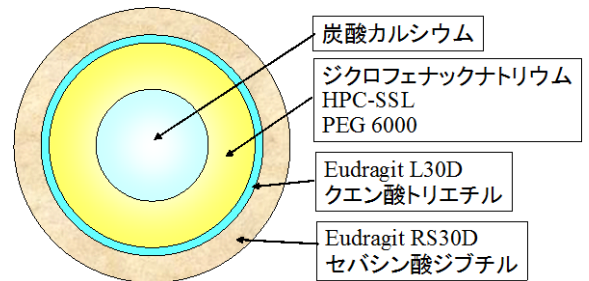 炭酸カルシウム
ジクロフェナックナトリウム
HPC-SSL
PEG 6000
Eudragit L30D
クエン酸トリエチル
Eudragit RS30D
セバシン酸ジブチル